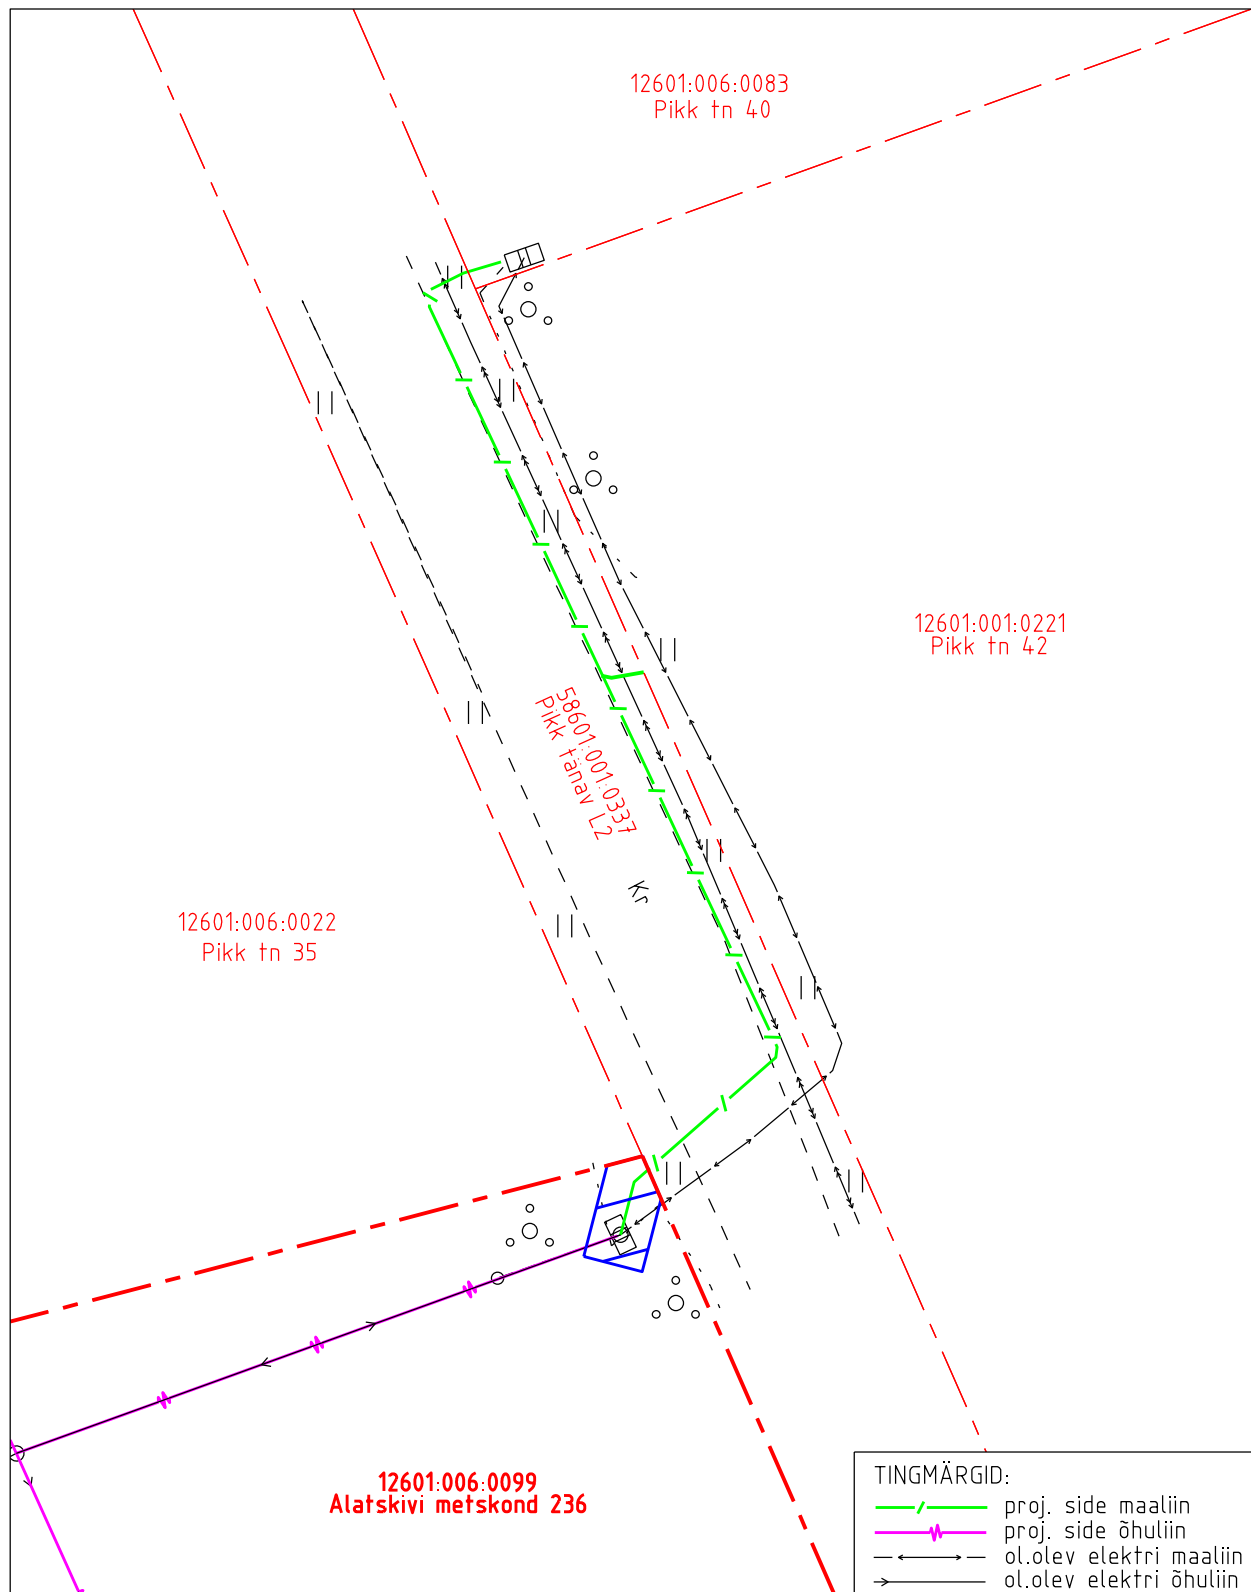 12601:006:0083
Pikk tn 40
12601:001:0221
Pikk tn 42
58601:001:0337
Pikk tänav L2
Kr
12601:006:0022
Pikk tn 35
12601:006:0099
Alatskivi metskond 236
TINGMÄRGID:
proj. side maaliin
proj. side õhuliin
ol.olev elektri maaliin
ol.olev elektri õhuliin